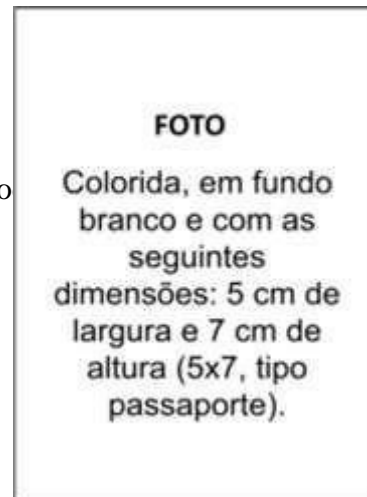 FOTO
Colorida, em fundo
branco e com as
seguintes
dimensões: 5 cm de
largura e 7 cm de
altura (5x7, tipo
passaporte).
o